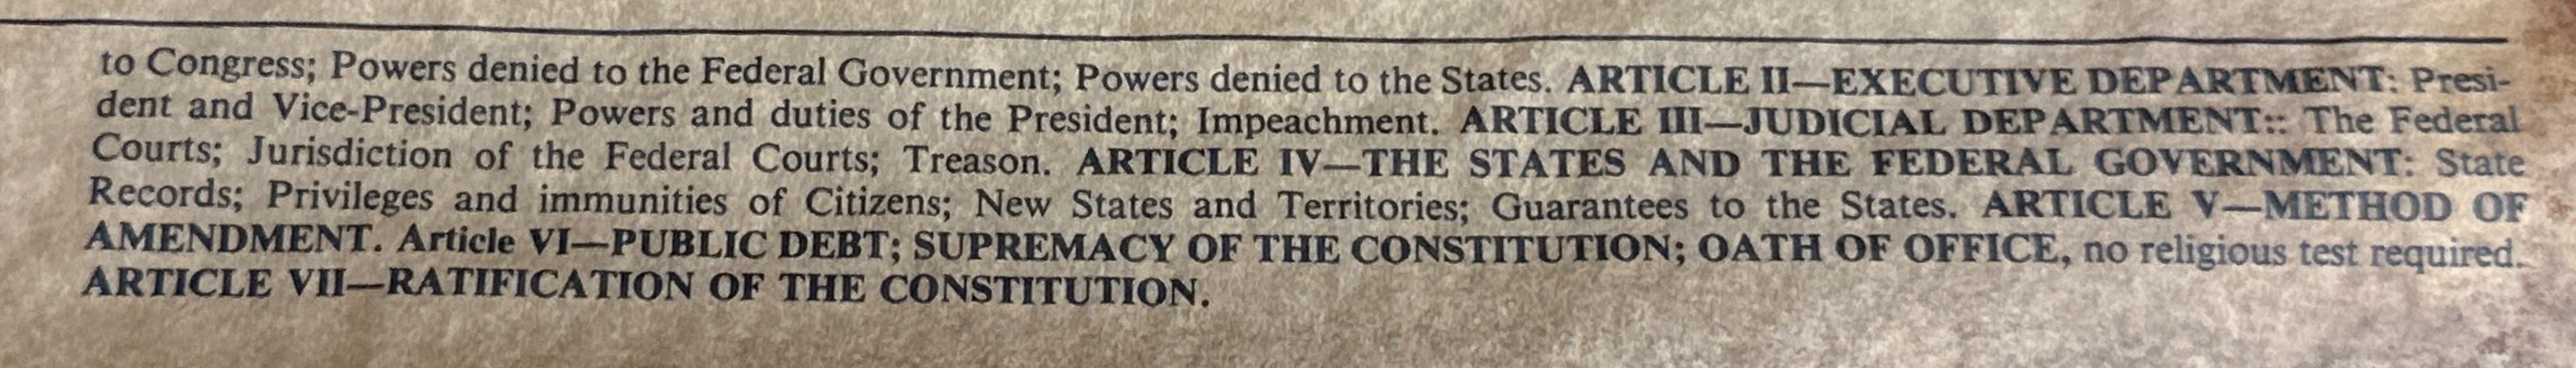 to Congress; Powers denied to the Federal Government; Powers denied to the States. ARTICLE II—EXECUTIVE DEPARTMENT: Presi-
dent and Vice-President; Powers and duties of the President; Impeachment. ARTICLE III—JUDICIAL DEPARTMENT:: The Federal
Courts; Jurisdiction of the Federal Courts; Treason. ARTICLE IV—THE STATES AND THE FEDERAL GOVERNMENT: State
Records; Privileges and immunities of Citizens; New States and Territories; Guarantees to the States. ARTICLE V—METHOD OF
AMENDMENT. Article VI—PUBLIC DEBT; SUPREMACY OF THE CONSTITUTION; OATH OF OFFICE, no religious test required.
ARTICLE VII—RATIFICATION OF THE CONSTITUTION.